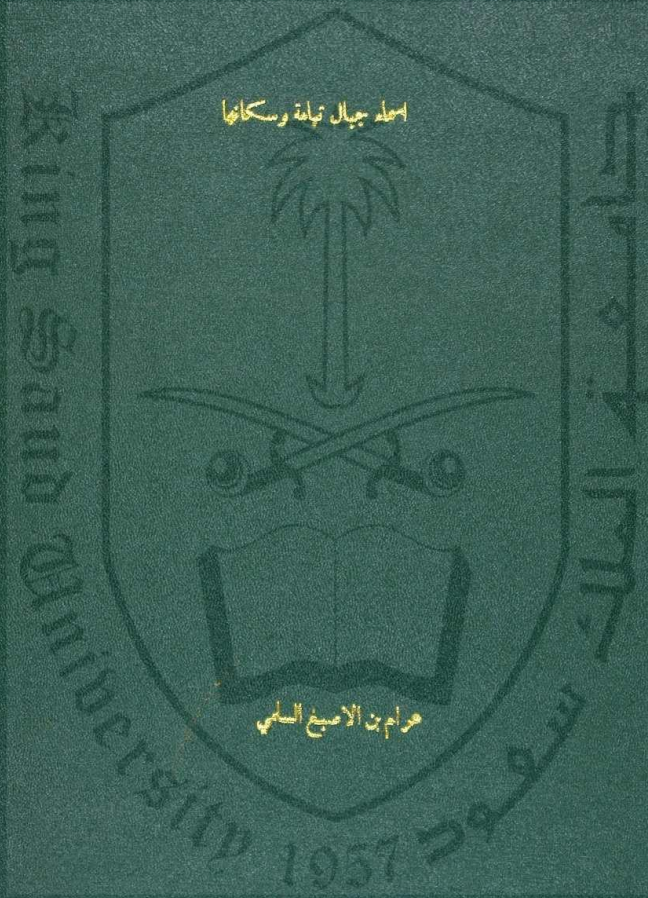 اسماء جبال تهامة وسكانها
King Saud University
1957
جامعة الملك سعود
عرام بن الاصبغ السلمي